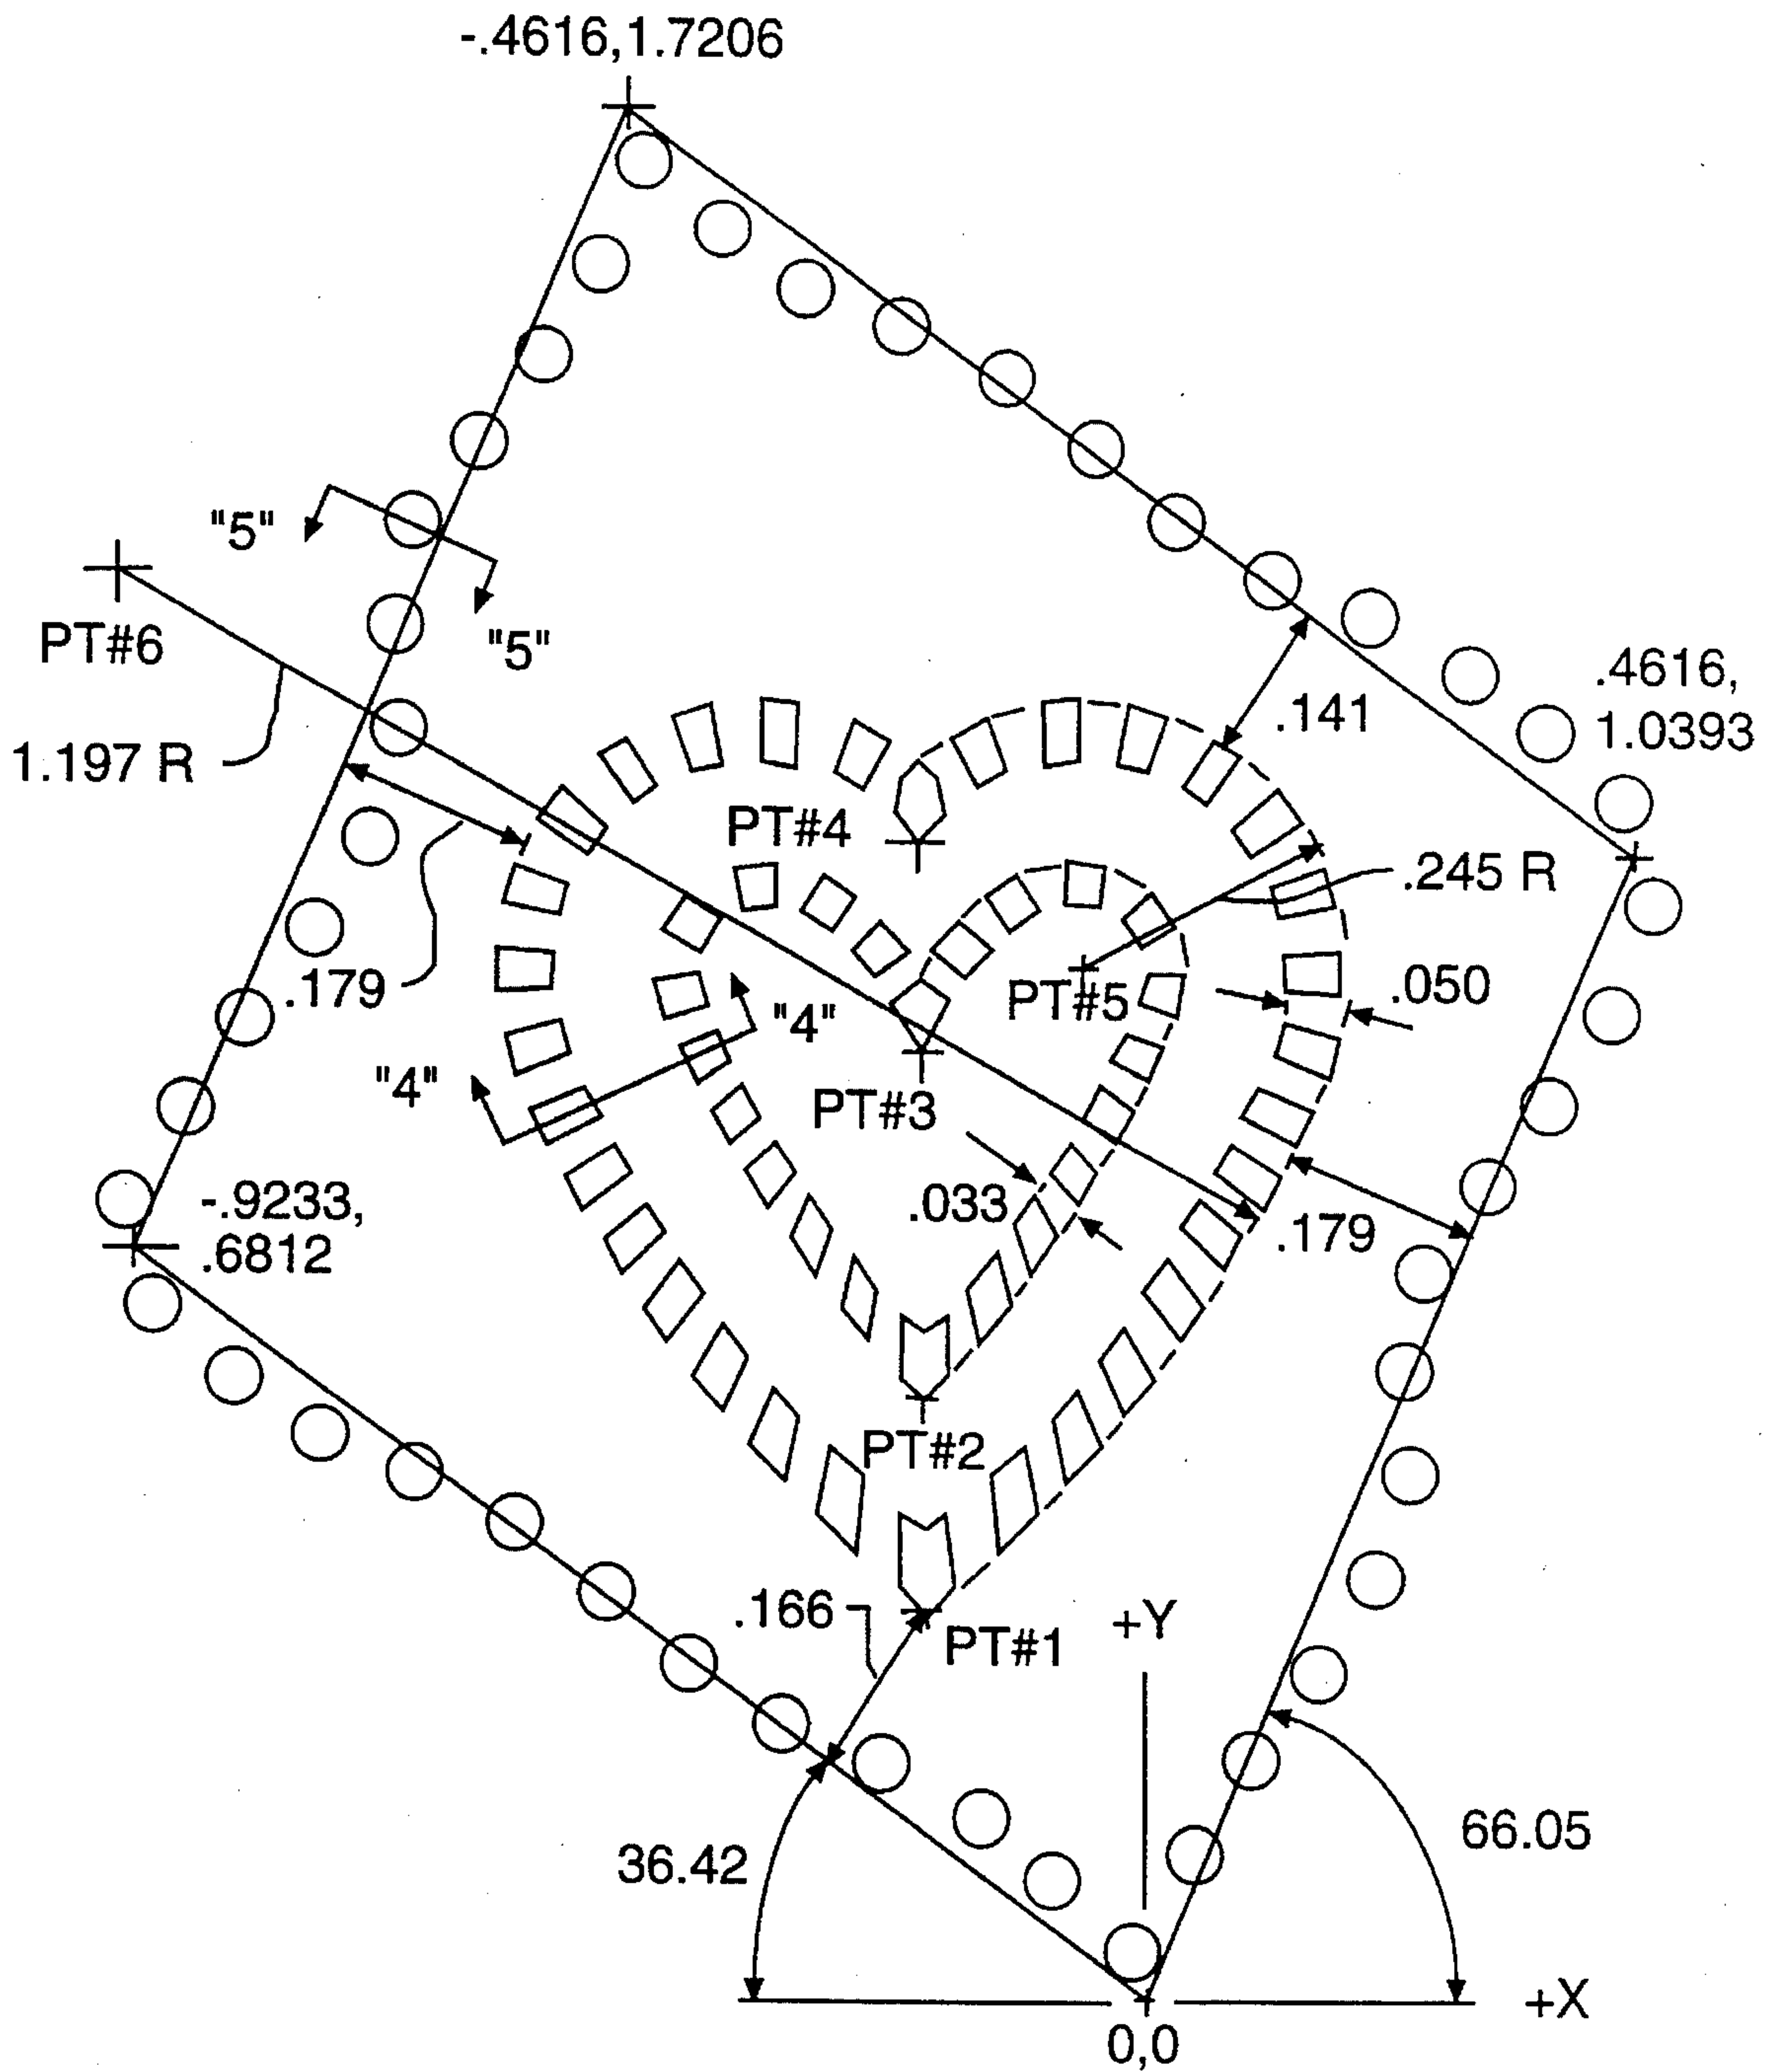 -.4616,1.7206
"5"
"5"
PT#6
1.197 R
.4616,
1.0393
.141
PT#4
.245 R
.179
"4"
"4"
PT#5
.050
PT#3
.033
.179
-.9233,
.6812
PT#2
.166
PT#1
+Y
36.42
66.05
+X
0,0